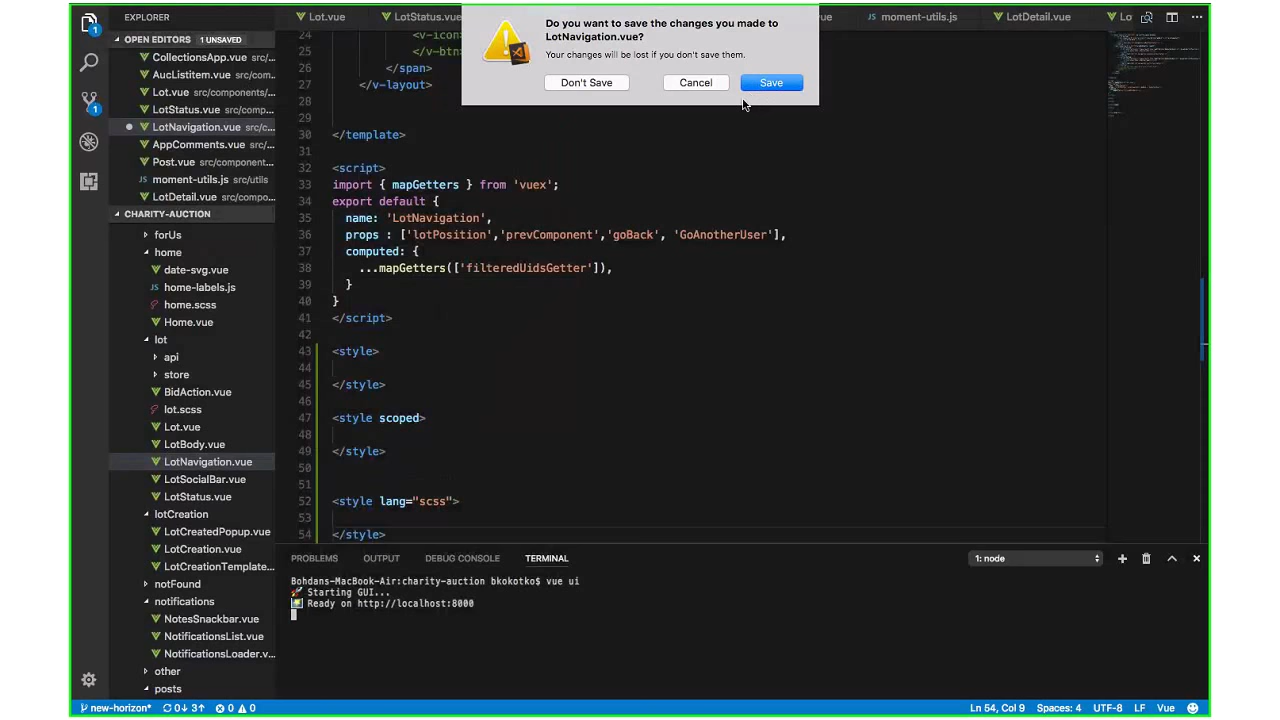 EXPLORER
Lot.vue
LotStatus.vue
vue
moment-utils.js
LotDetail.vue
Lo
Do you want to save the changes you made to
LotNavigation.vue?
Your changes will be lost if you don't save them.
Don't Save
Cancel
Save
OPEN EDITORS 1 UNSAVED
CollectionsApp.vue src/...
AucListitem.vue src/com...
Lot.vue src/components/...
LotStatus.vue src/comp...
LotNavigation.vue src/c...
AppComments.vue src/...
Post.vue src/component...
moment-utils.js src/utils
LotDetail.vue src/compo...
CHARITY-AUCTION
forUs
home
date-svg.vue
home-labels.js
home.scss
Home.vue
lot
api
store
BidAction.vue
lot.scss
Lot.vue
LotBody.vue
LotNavigation.vue
LotSocialBar.vue
LotStatus.vue
lotCreation
LotCreatedPopup.vue
LotCreation.vue
LotCreationTemplate...
notFound
notifications
NotesSnackbar.vue
NotificationsList.vue
NotificationsLoader.v...
other
posts
24 <v-icon
25 </v-btn>
26 </span>
27 </v-layout>
28
29
30 </template>
31
32 <script>
33 import { mapGetters } from 'vuex';
34 export default {
35 name: 'LotNavigation',
36 props : ['lotPosition','prevComponent','goBack', 'GoAnotherUser'],
37 computed: {
38 ...mapGetters(['filteredUidsGetter']),
39 }
40 }
41 </script>
42
43 <style>
44
45 </style>
46
47 <style scoped>
48
49 </style>
50
51
52 <style lang="scss">
53
54 </style>
PROBLEMS
OUTPUT
DEBUG CONSOLE
TERMINAL
1: node
Bohdans-MacBook-Air:charity-auction bkokotko$ vue ui
Starting GUI...
Ready on http://localhost:8000
new-horizon* 0↓ 3↑ 0 0
Ln 54, Col 9
Spaces: 4
UTF-8
LF
Vue